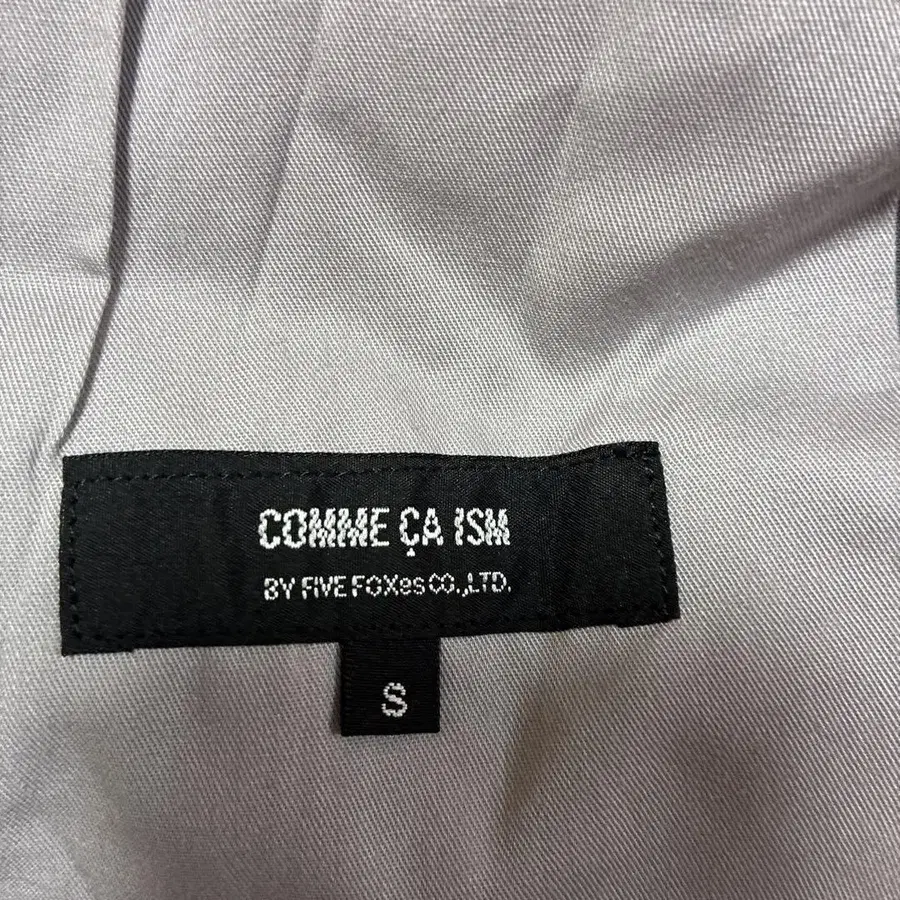 COMME ÇA ISM
BY FIVE FOXes CO.,LTD.
S